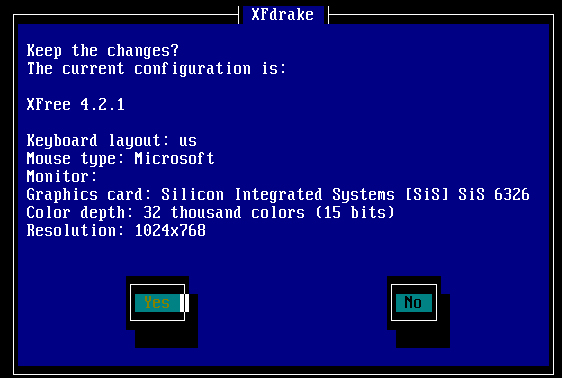 XFdrake
Keep the changes?
The current configuration is:
XFree 4.2.1
Keyboard layout: us
Mouse type: Microsoft
Monitor:
Graphics card: Silicon Integrated Systems [SiS] SiS 6326
Color depth: 32 thousand colors (15 bits)
Resolution: 1024x768
Yes No